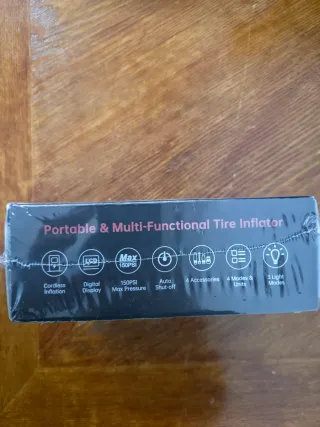 Portable & Multi-Functional Tire Inflator
LED
Max
150PSI
Cordless
Inflation
Digital
Display
150PSI
Max Pressure
Auto
Shut-off
4 Accessories
4 Modes &
Units
3 Light
Modes